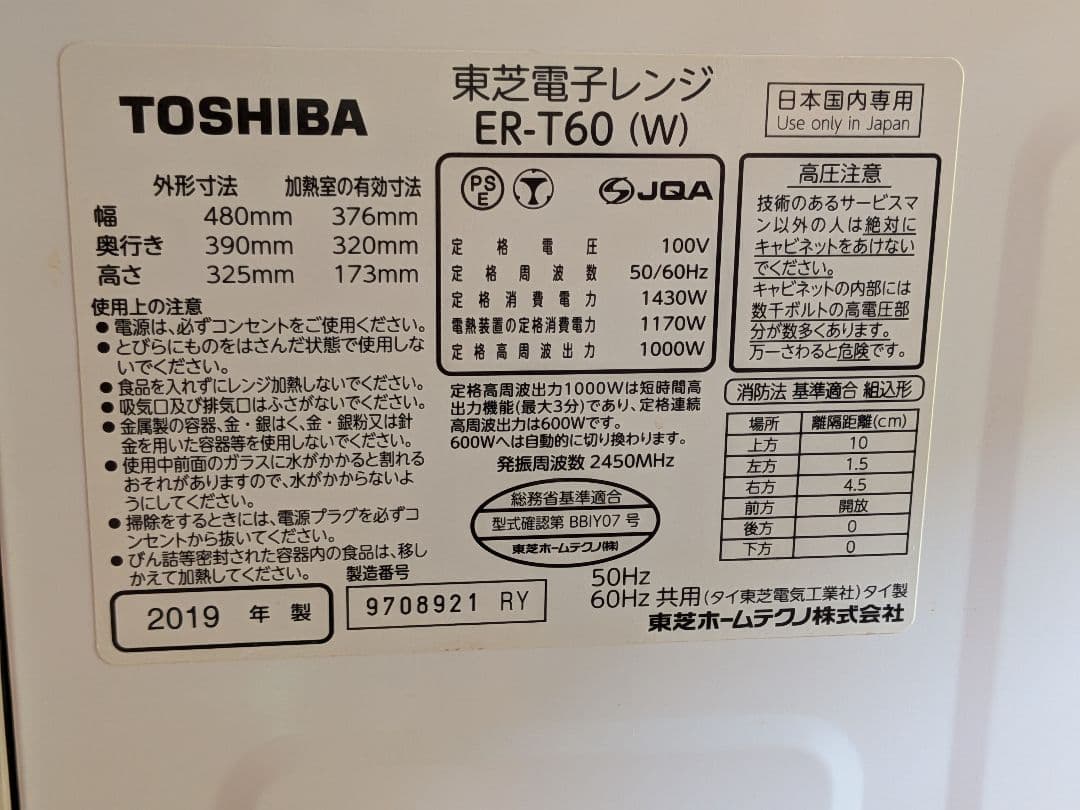 TOSHIBA
東芝電子レンジ
ER-T60 (W)
日本国内専用
Use only in Japan
外形寸法 加熱室の有効寸法
幅 480mm 376mm
奥行き 390mm 320mm
高さ 325mm 173mm
使用上の注意
●電源は、必ずコンセントをご使用ください。
●とびらにものをはさんだ状態で使用しな
いでください。
●食品を入れずにレンジ加熱しないでください。
●吸気口及び排気口はふさがないでください。
●金属製の容器、金・銀はく、金・銀粉又は針
金を用いた容器等を使用しないでください。
●使用中前面のガラスに水がかかると割れる
おそれがありますので、水がかからないよ
うにしてください。
●掃除をするときには、電源プラグを必ずコ
ンセントから抜いてください。
●びん詰等密封された容器内の食品は、移し
かえて加熱してください。
2019 年 製
製造番号
9708921 RY
PS
E
JQA
定格電圧 100V
定格周波数 50/60Hz
定格消費電力 1430W
電熱装置の定格消費電力 1170W
定格高周波出力 1000W
定格高周波出力1000Wは短時間高
出力機能(最大3分)であり、定格連続
高周波出力は600Wです。
600Wへは自動的に切り換わります。
発振周波数 2450MHz
総務省基準適合
型式確認第 BBIY07 号
東芝ホームテクノ(株)
高圧注意
技術のあるサービスマ
ン以外の人は絶対に
キャビネットをあけない
でください。
キャビネットの内部には
数千ボルトの高電圧部
分が数多くあります。
万一さわると危険です。
消防法 基準適合 組込形
場所 離隔距離(cm)
上方 10
左方 1.5
右方 4.5
前方 開放
後方 0
下方 0
50Hz
60Hz 共用(タイ東芝電気工業社)タイ製
東芝ホームテクノ株式会社